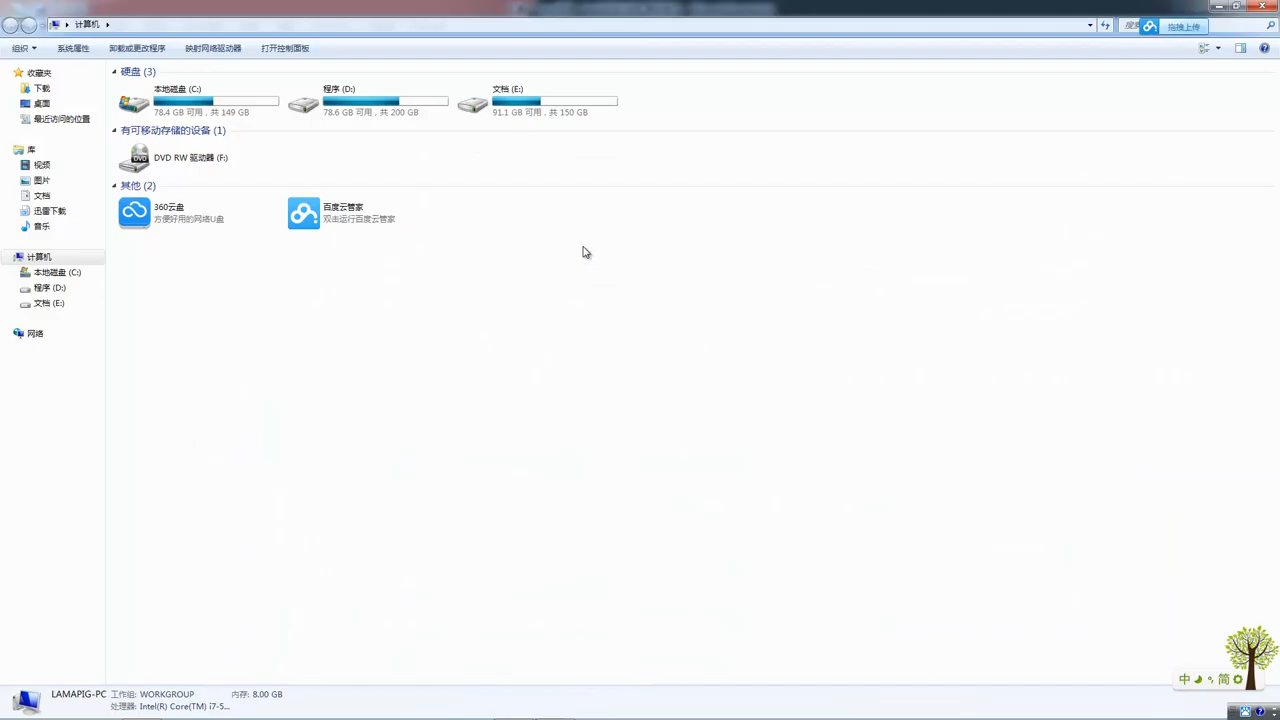 计算机
搜索
拖拽上传
组织
系统属性
卸载或更改程序
映射网络驱动器
打开控制面板
收藏夹
下载
桌面
最近访问的位置
库
视频
图片
文档
迅雷下载
音乐
计算机
本地磁盘 (C:)
程序 (D:)
文档 (E:)
网络
硬盘 (3)
本地磁盘 (C:)
78.4 GB 可用，共 149 GB
程序 (D:)
78.6 GB 可用，共 200 GB
文档 (E:)
91.1 GB 可用，共 150 GB
有可移动存储的设备 (1)
DVD
DVD RW 驱动器 (F:)
其他 (2)
360云盘
方便好用的网络U盘
百度云管家
双击运行百度云管家
中 简
LAMAPIG-PC 工作组: WORKGROUP 内存: 8.00 GB
处理器: Intel(R) Core(TM) i7-5...